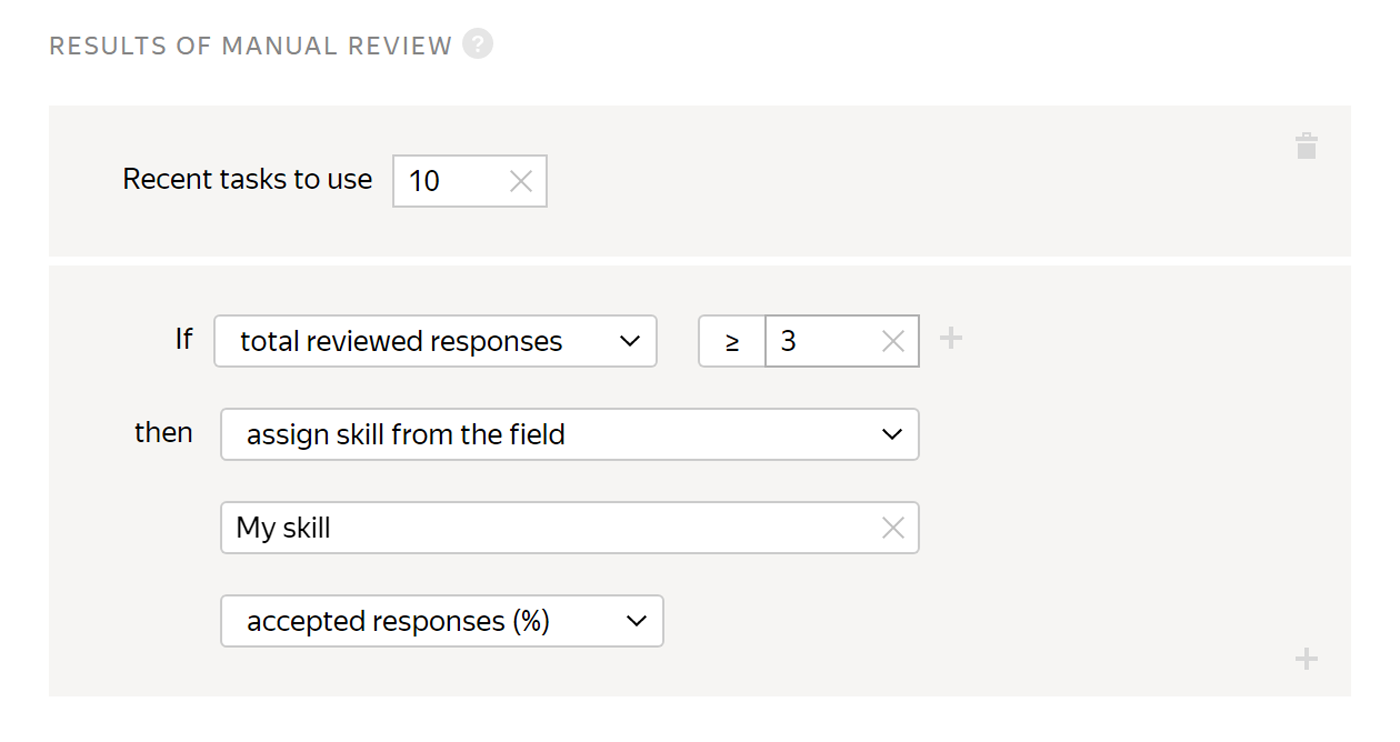 RESULTS OF MANUAL REVIEW ?
Recent tasks to use 10
If total reviewed responses ≥ 3
then assign skill from the field
My skill
accepted responses (%)